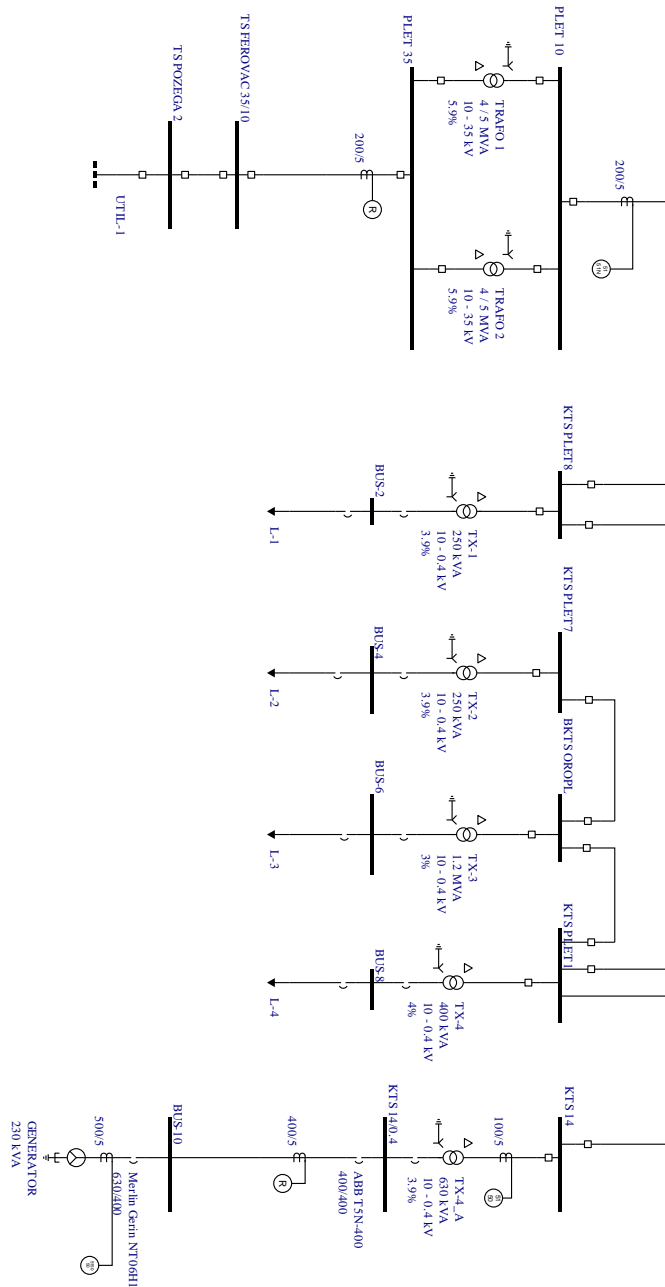 TS POZEGA 2
UTIL-1
TS FEROVAC 35/10
200/5
R
PLET 35
TRAFO 1
4 / 5 MVA
10 - 35 kV
5.9%
TRAFO 2
4 / 5 MVA
10 - 35 kV
5.9%
PLET 10
200/5
51
51N
KTS PLET8
TX-1
250 kVA
10 - 0.4 kV
3.9%
BUS-2
L-1
KTS PLET7
TX-2
250 kVA
10 - 0.4 kV
3.9%
BUS-4
L-2
BKTS OROPL
TX-3
1.2 MVA
10 - 0.4 kV
3%
BUS-6
L-3
KTS PLET1
TX-4
400 kVA
10 - 0.4 kV
4%
BUS-8
L-4
KTS 14
100/5
51
50
TX-4_A
630 kVA
10 - 0.4 kV
3.9%
KTS 14/0.4
ABB T5N-400
400/400
400/5
R
BUS-10
Merlin Gerin NT06H1
630/400
500/5
GENERATOR
230 kVA